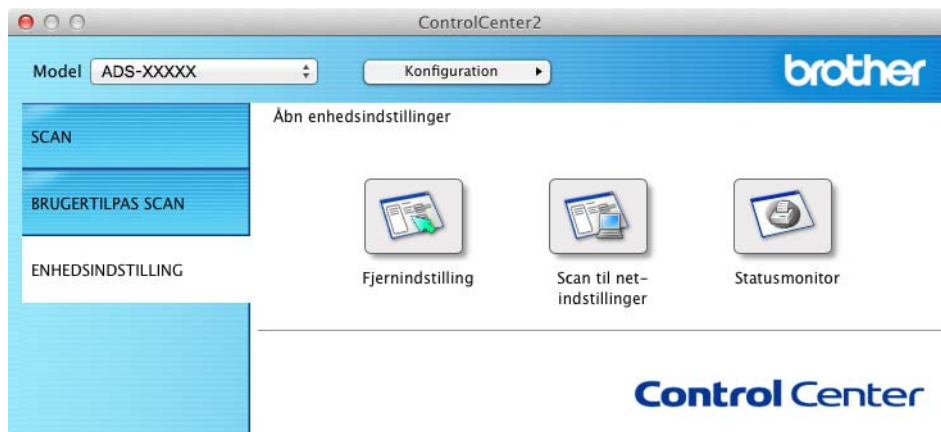 ControlCenter2
Model ADS-XXXXX Konfiguration brother
SCAN
BRUGERTILPAS SCAN
ENHEDSINDSTILLING
Åbn enhedsindstillinger
Fjernindstilling
Scan til net-
indstillinger
Statusmonitor
Control Center